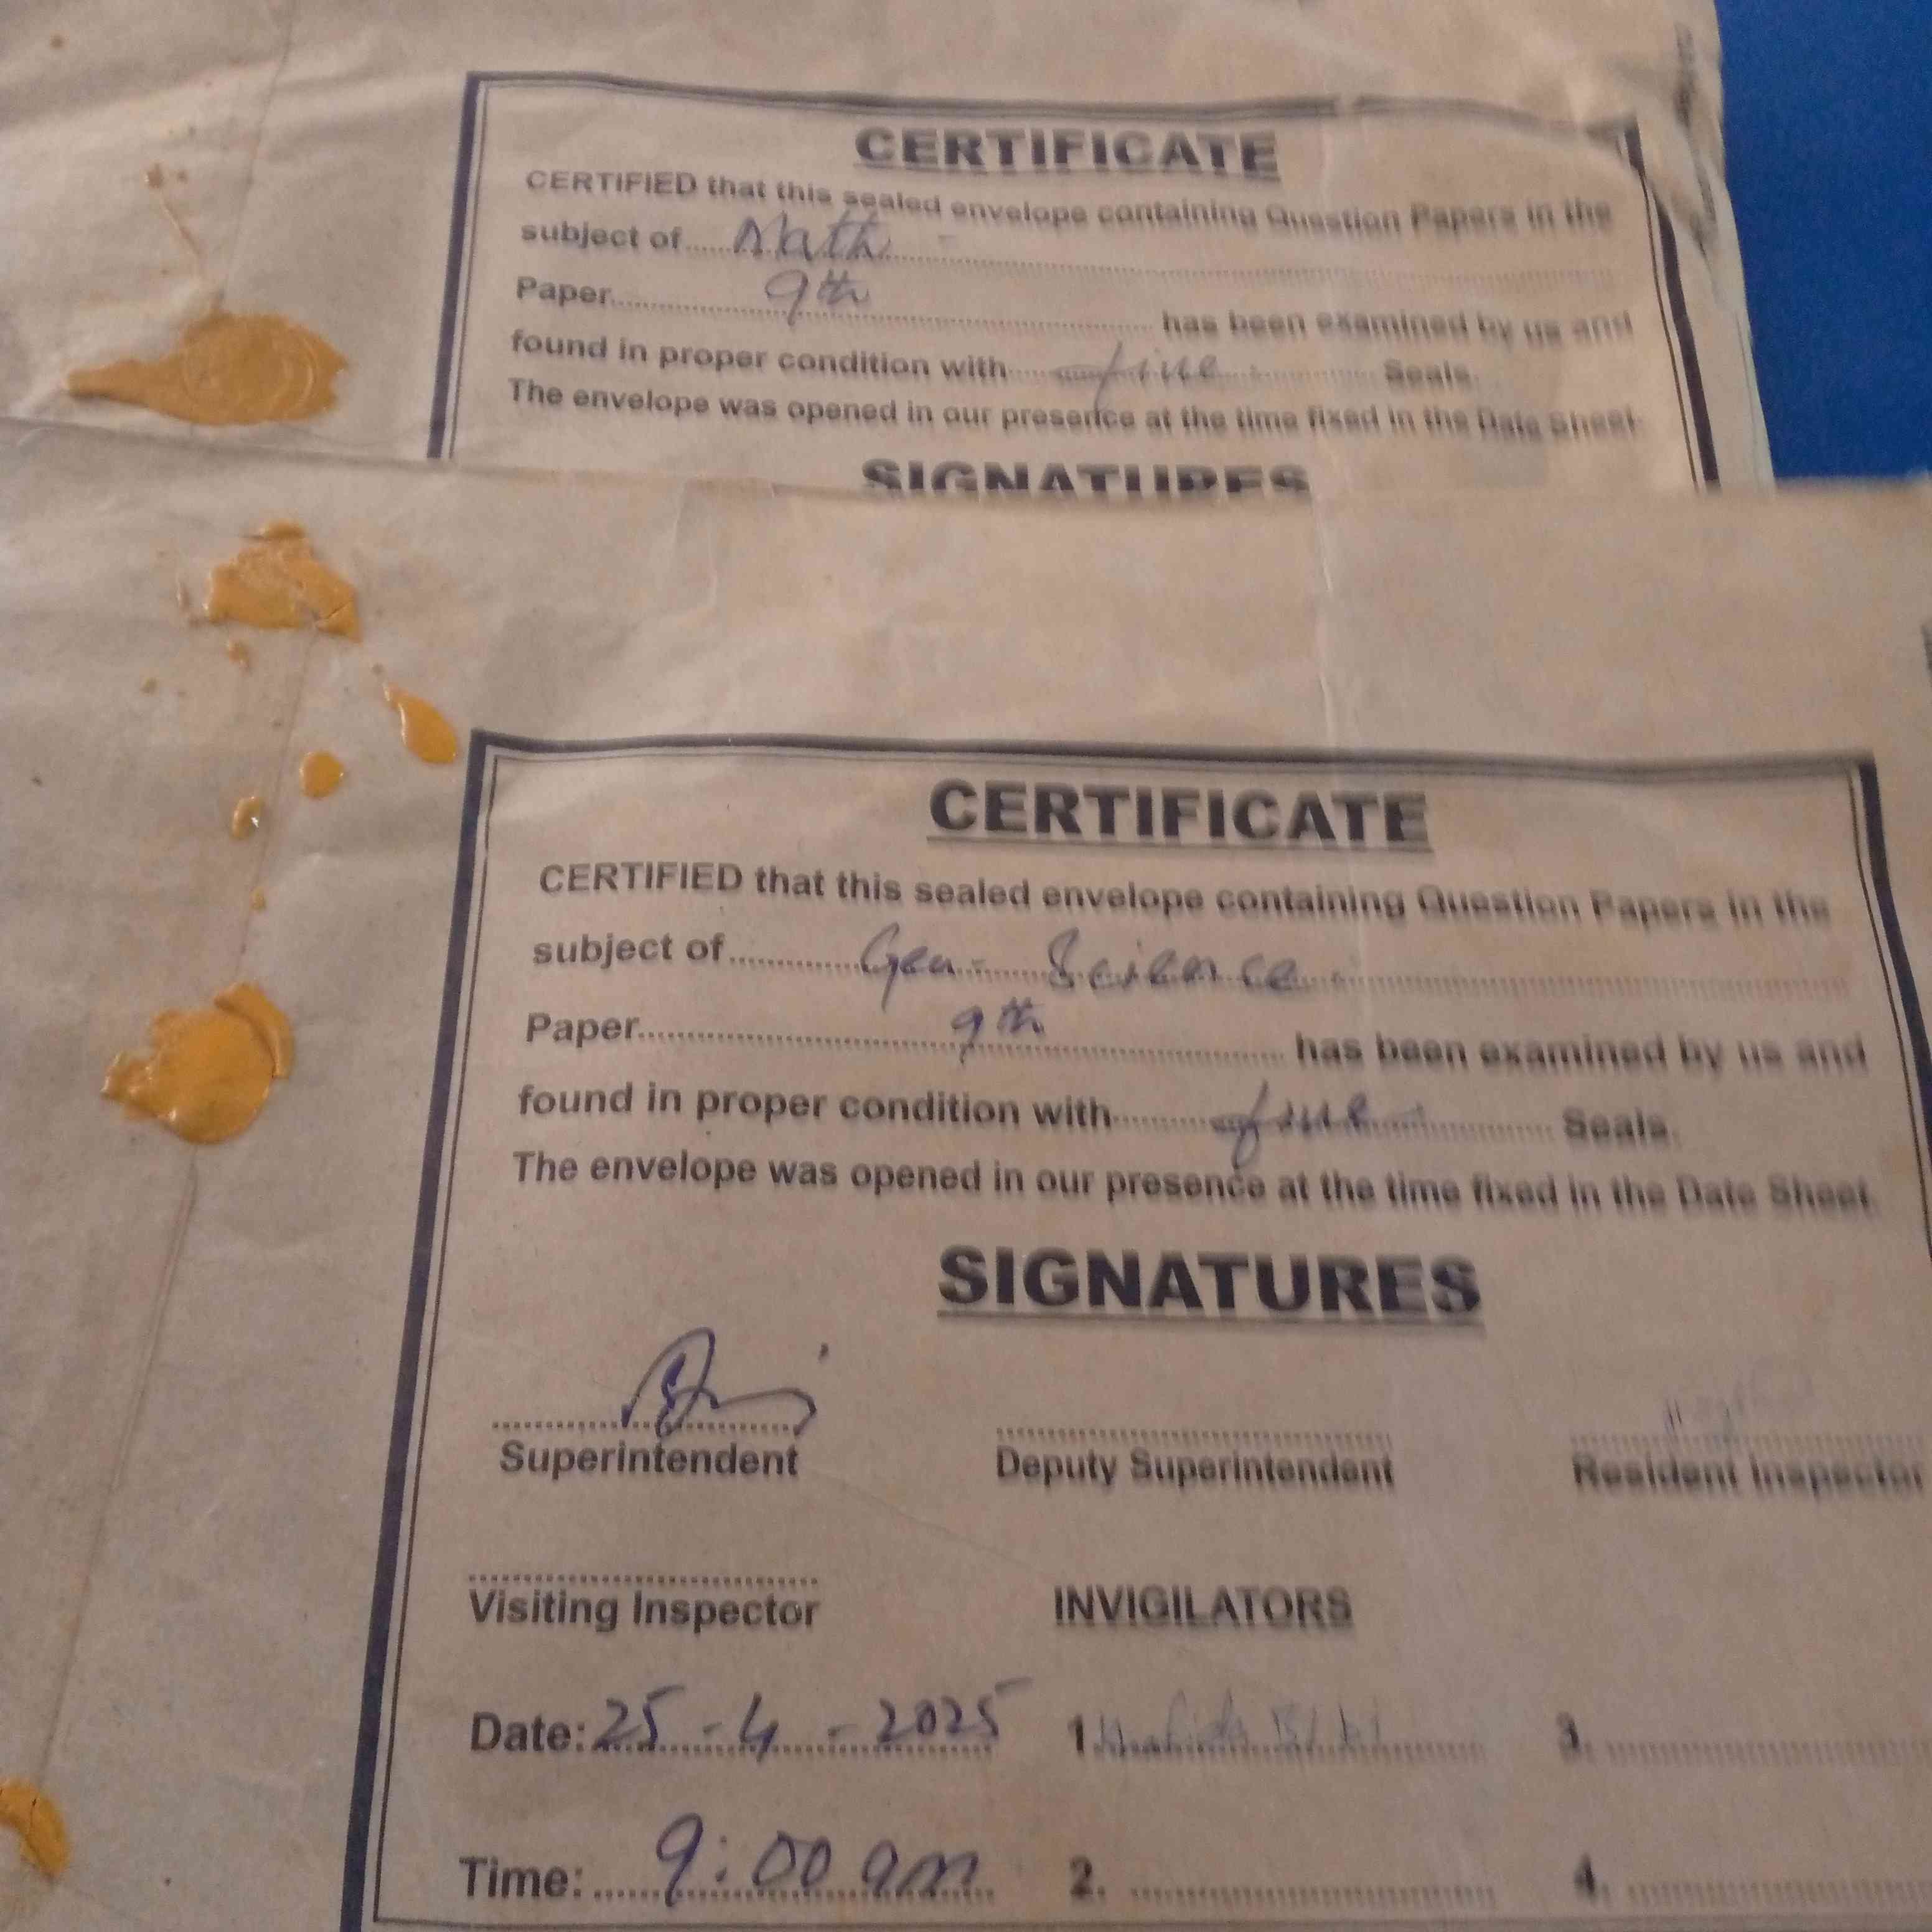 CERTIFICATE
CERTIFIED that this sealed envelope containing Question Papers in the
subject of Math
Paper 9th has been examined by us and
found in proper condition with five Seals.
The envelope was opened in our presence at the time fixed in the Date Sheet.
SIGNATURES
CERTIFICATE
CERTIFIED that this sealed envelope containing Question Papers in the
subject of Gen- Science
Paper 9th has been examined by us and
found in proper condition with five Seals.
The envelope was opened in our presence at the time fixed in the Date Sheet.
SIGNATURES
Superintendent Deputy Superintendent Resident Inspector
Visiting Inspector INVIGILATORS
Date: 25-4-2025 1. 3.
Time: 9:00 am 2. 4.